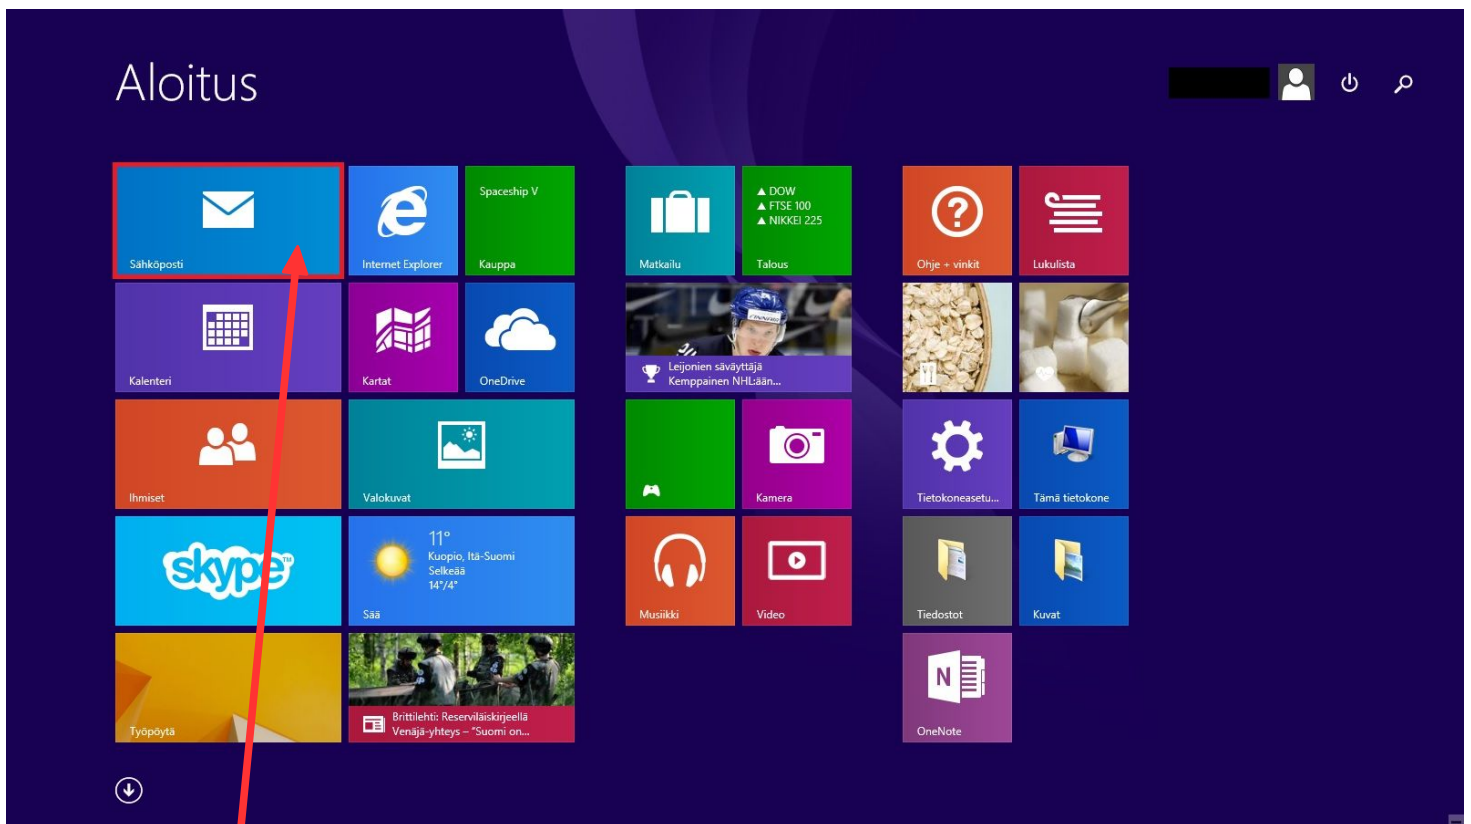 Aloitus
Sähköposti
Internet Explorer
Spaceship V
Kauppa
Kalenteri
Kartat
OneDrive
Ihmiset
Valokuvat
skype™
11°
Kuopio, Itä-Suomi
Selkeää
14°/4°
Sää
Työpöytä
Brittilehti: Reserviläiskirjeellä
Venäjä-yhteys – "Suomi on...
Matkailu
▲ DOW
▲ FTSE 100
▲ NIKKEI 225
Talous
Leijonien säväyttäjä
Kemppainen NHL:ään...
Kamera
Musiikki
Video
Ohje + vinkit
Lukulista
Tietokoneasetu...
Tämä tietokone
Tiedostot
Kuvat
N
OneNote